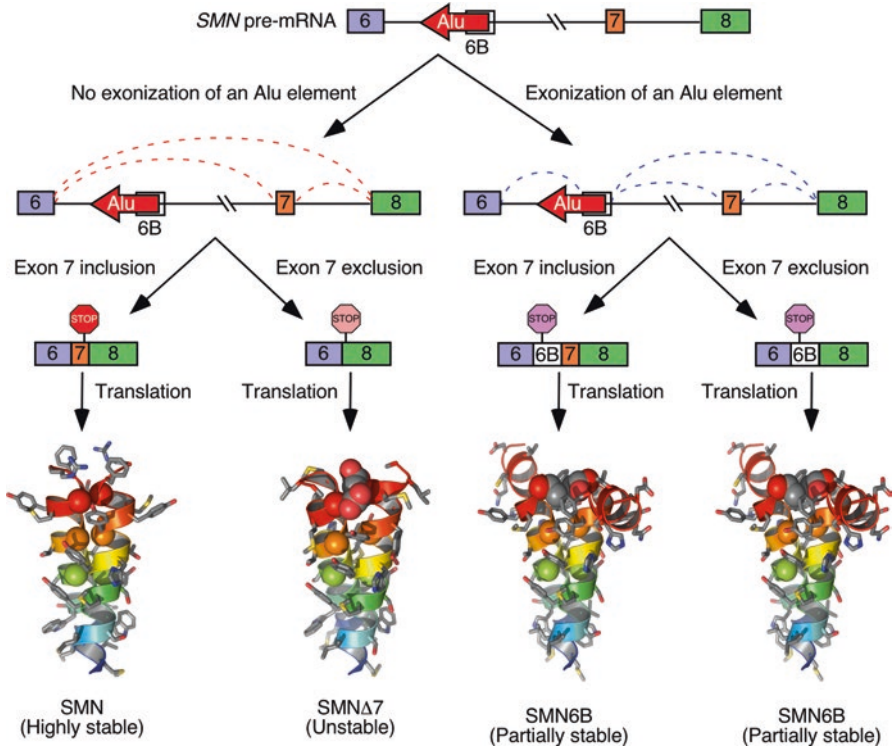 SMN pre-mRNA
6
Alu
6B
7
8
No exonization of an Alu element
Exonization of an Alu element
6
Alu
6B
7
8
6
Alu
6B
7
8
Exon 7 inclusion
Exon 7 exclusion
Exon 7 inclusion
Exon 7 exclusion
STOP
STOP
STOP
STOP
6 7 8
6 8
6 6B 7 8
6 6B 8
Translation
Translation
Translation
Translation
SMN
(Highly stable)
SMNΔ7
(Unstable)
SMN6B
(Partially stable)
SMN6B
(Partially stable)